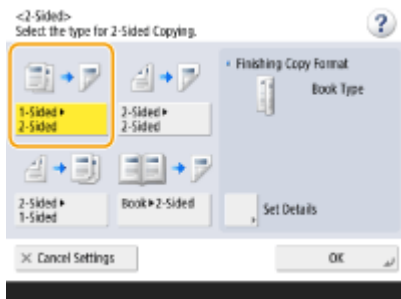 <2-Sided>
Select the type for 2-Sided Copying.
?
Finishing Copy Format
Book Type
1-Sided▶
2-Sided
2-Sided▶
2-Sided
2-Sided▶
1-Sided
Book▶2-Sided
Set Details
× Cancel Settings
OK